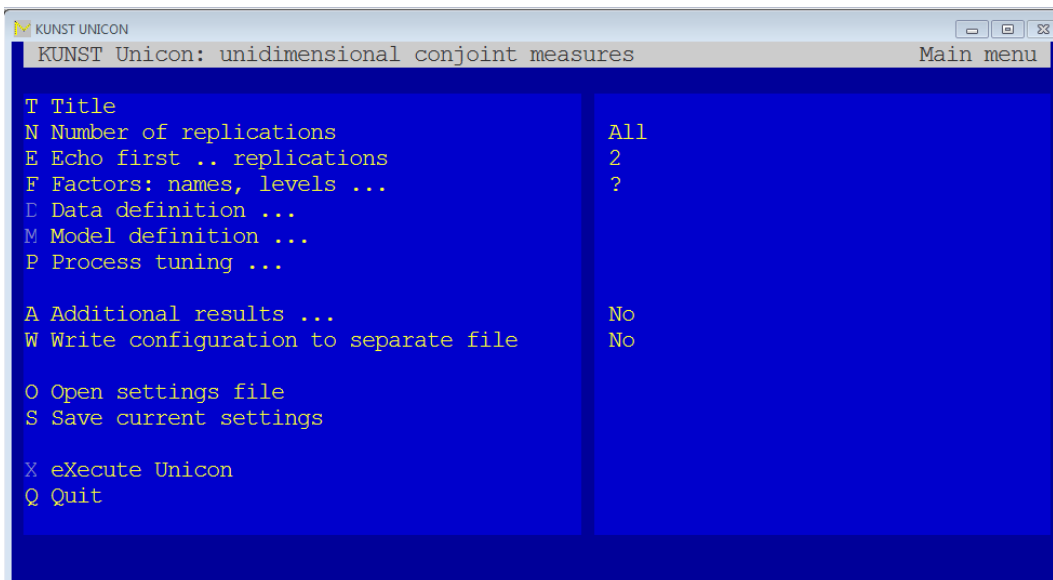 KUNST UNICON
KUNST Unicon: unidimensional conjoint measures Main menu
T Title
N Number of replications All
E Echo first .. replications 2
F Factors: names, levels ... ?
D Data definition ...
M Model definition ...
P Process tuning ...
A Additional results ... No
W Write configuration to separate file No
O Open settings file
S Save current settings
X eXecute Unicon
Q Quit